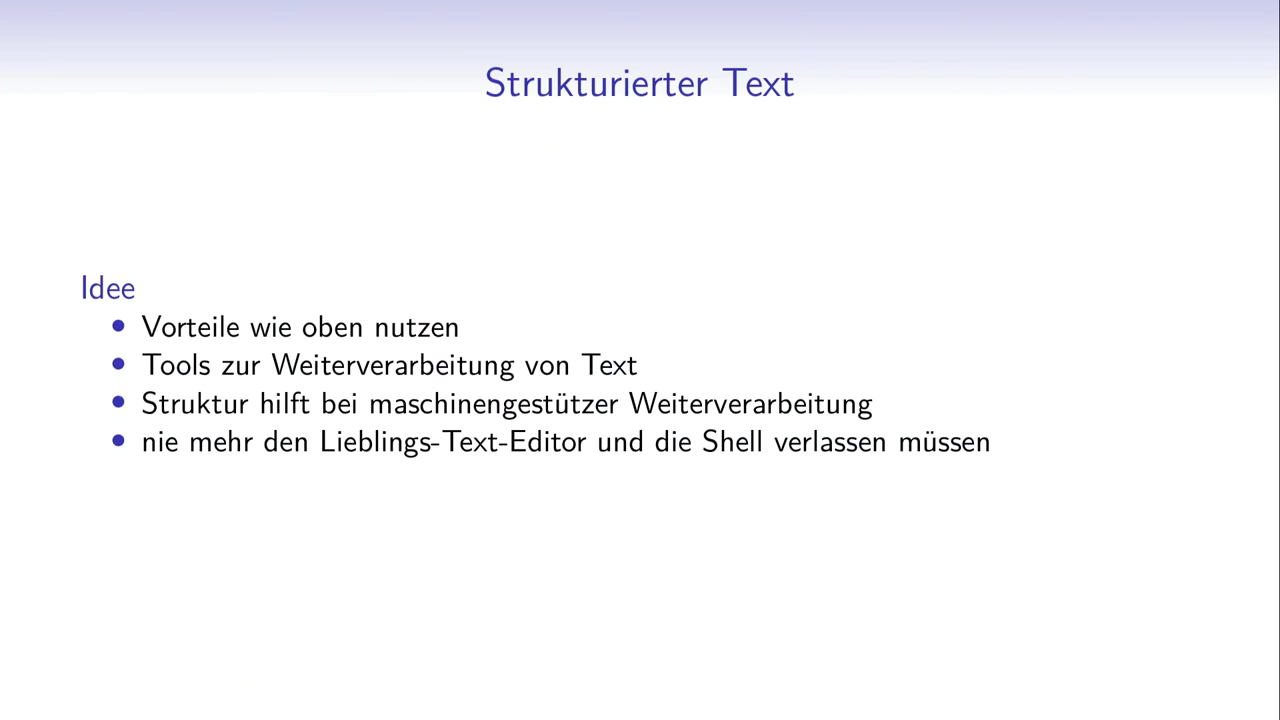 Strukturierter Text
Idee
• Vorteile wie oben nutzen
• Tools zur Weiterverarbeitung von Text
• Struktur hilft bei maschinengestützer Weiterverarbeitung
• nie mehr den Lieblings-Text-Editor und die Shell verlassen müssen